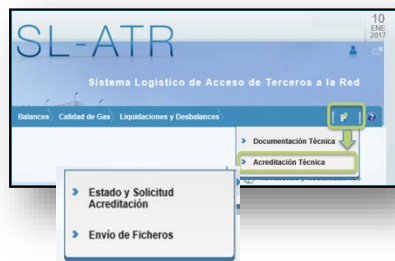 SL-ATR
10
ENE
2017
Sistema Logístico de Acceso de Terceros a la Red
Balances
Calidad de Gas
Liquidaciones y Desbalances
Documentación Técnica
Acreditación Técnica
Estado y Solicitud
Acreditación
Envío de Ficheros